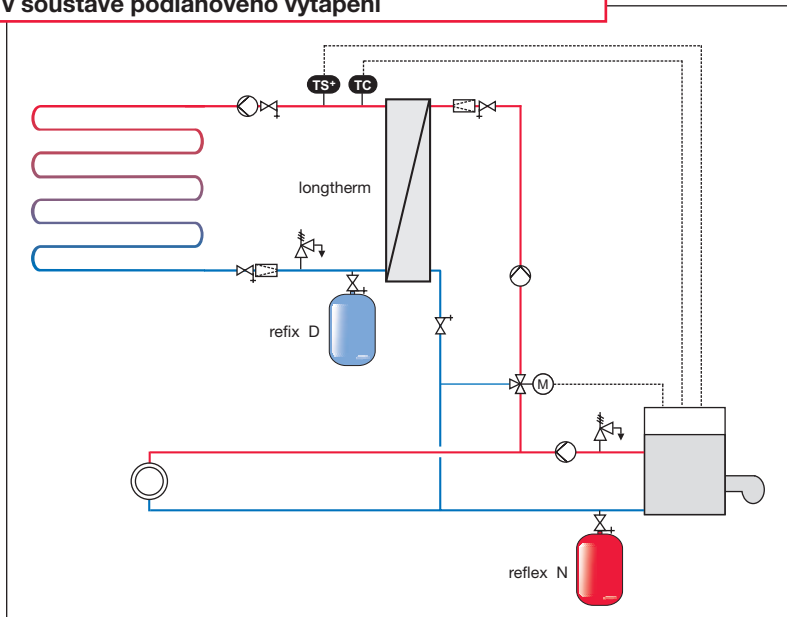 v soustavě podlahového vytápění
TS+ TC
longtherm
refix D
M
reflex N